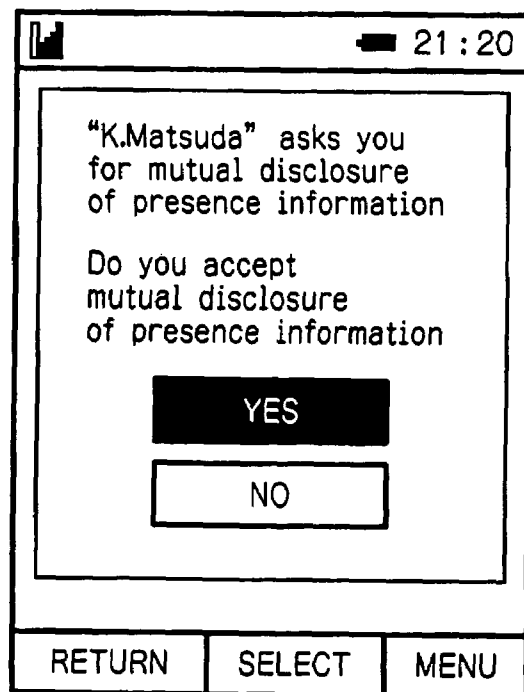 21:20
“K.Matsuda” asks you
for mutual disclosure
of presence information
Do you accept
mutual disclosure
of presence information
YES
NO
RETURN SELECT MENU